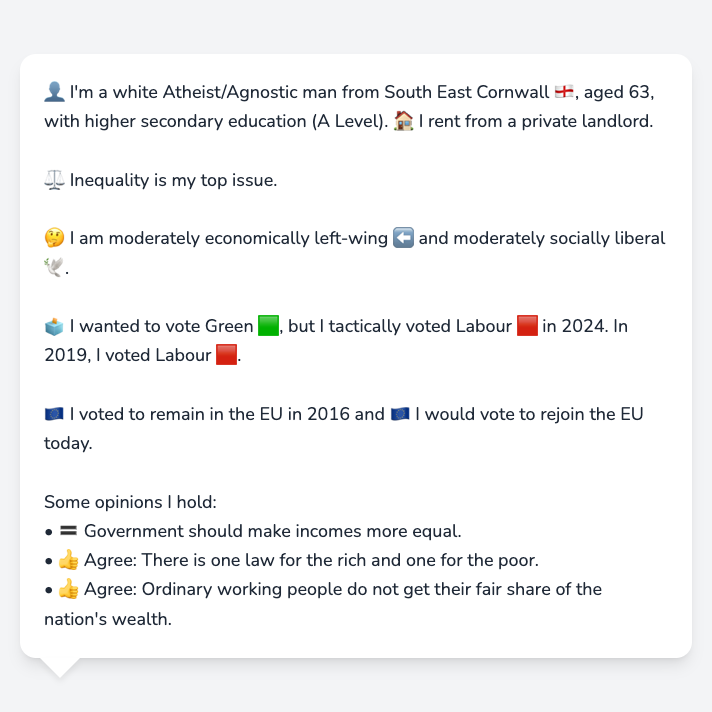 👤 I'm a white Atheist/Agnostic man from South East Cornwall 🏴󠁧󠁢󠁥󠁮󠁧󠁿, aged 63,
with higher secondary education (A Level). 🏠 I rent from a private landlord.
⚖️ Inequality is my top issue.
🤔 I am moderately economically left-wing ⬅️ and moderately socially liberal
🕊️.
🗳️ I wanted to vote Green 🟩, but I tactically voted Labour 🟥 in 2024. In
2019, I voted Labour 🟥.
🇪🇺 I voted to remain in the EU in 2016 and 🇪🇺 I would vote to rejoin the EU
today.
Some opinions I hold:
• 🟰 Government should make incomes more equal.
• 👍 Agree: There is one law for the rich and one for the poor.
• 👍 Agree: Ordinary working people do not get their fair share of the
nation's wealth.